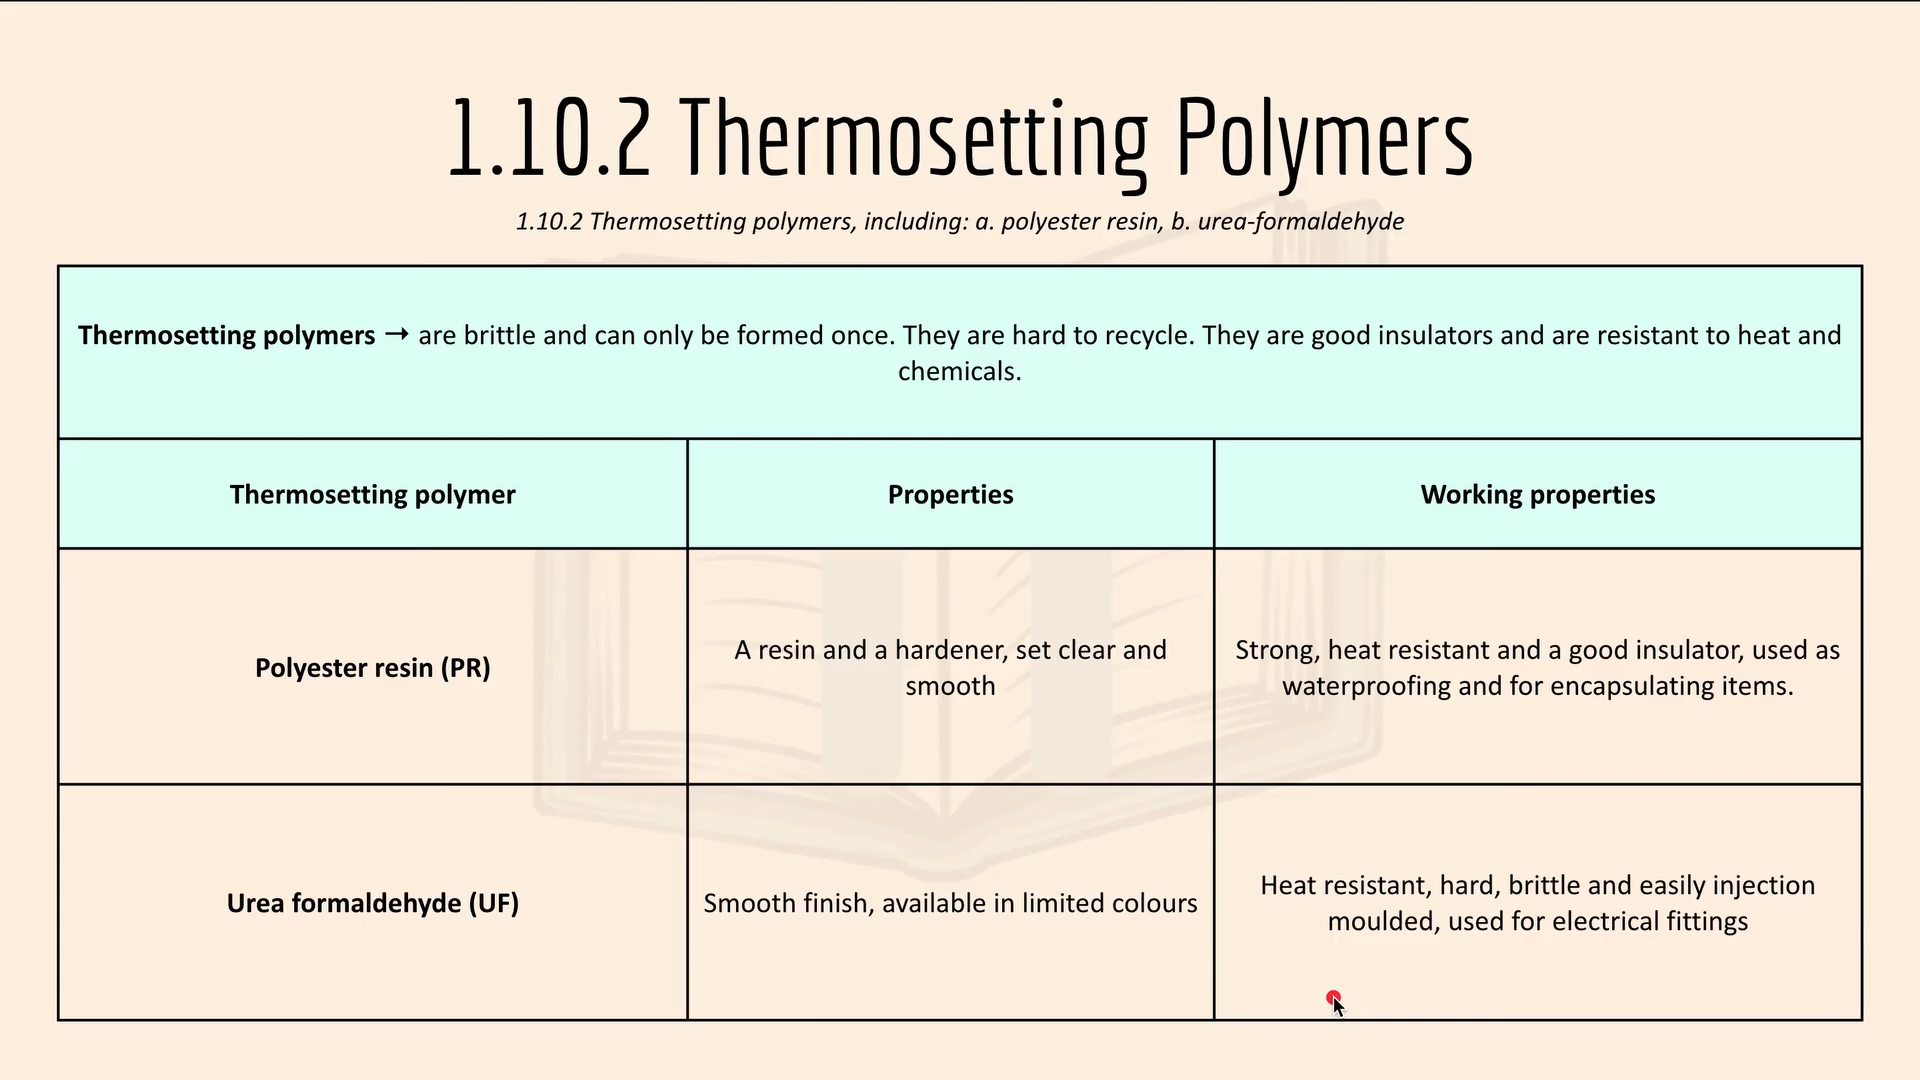 1.10.2 Thermosetting Polymers
1.10.2 Thermosetting polymers, including: a. polyester resin, b. urea-formaldehyde
Thermosetting polymers → are brittle and can only be formed once. They are hard to recycle. They are good insulators and are resistant to heat and
chemicals.
Thermosetting polymer
Properties
Working properties
Polyester resin (PR)
A resin and a hardener, set clear and
smooth
Strong, heat resistant and a good insulator, used as
waterproofing and for encapsulating items.
Urea formaldehyde (UF)
Smooth finish, available in limited colours
Heat resistant, hard, brittle and easily injection
moulded, used for electrical fittings